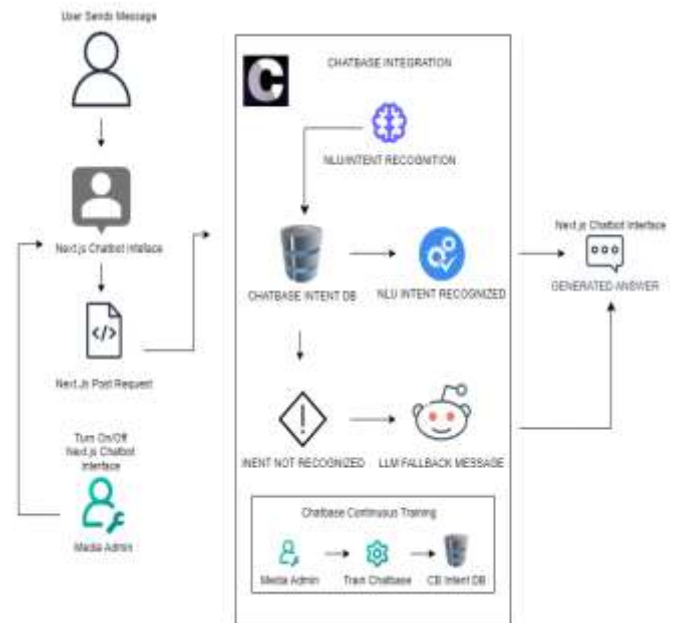 User Sends Message
CHATBASE INTEGRATION
C
NLU/INTENT RECOGNITION
Next.js Chatbot Inteface
Next.js Chatbot Interface
CHATBASE INTENT DB
NLU INTENT RECOGNIZED
GENERATED ANSWER
</>
Next.Js Post Request
Turn On/Off
Next.js Chatbot
Interface
INENT NOT RECOGNIZED
LLM FALLBACK MESSAGE
Media Admin
Chatbase Continuous Training
Media Admin
Train Chatbase
CB Intent DB